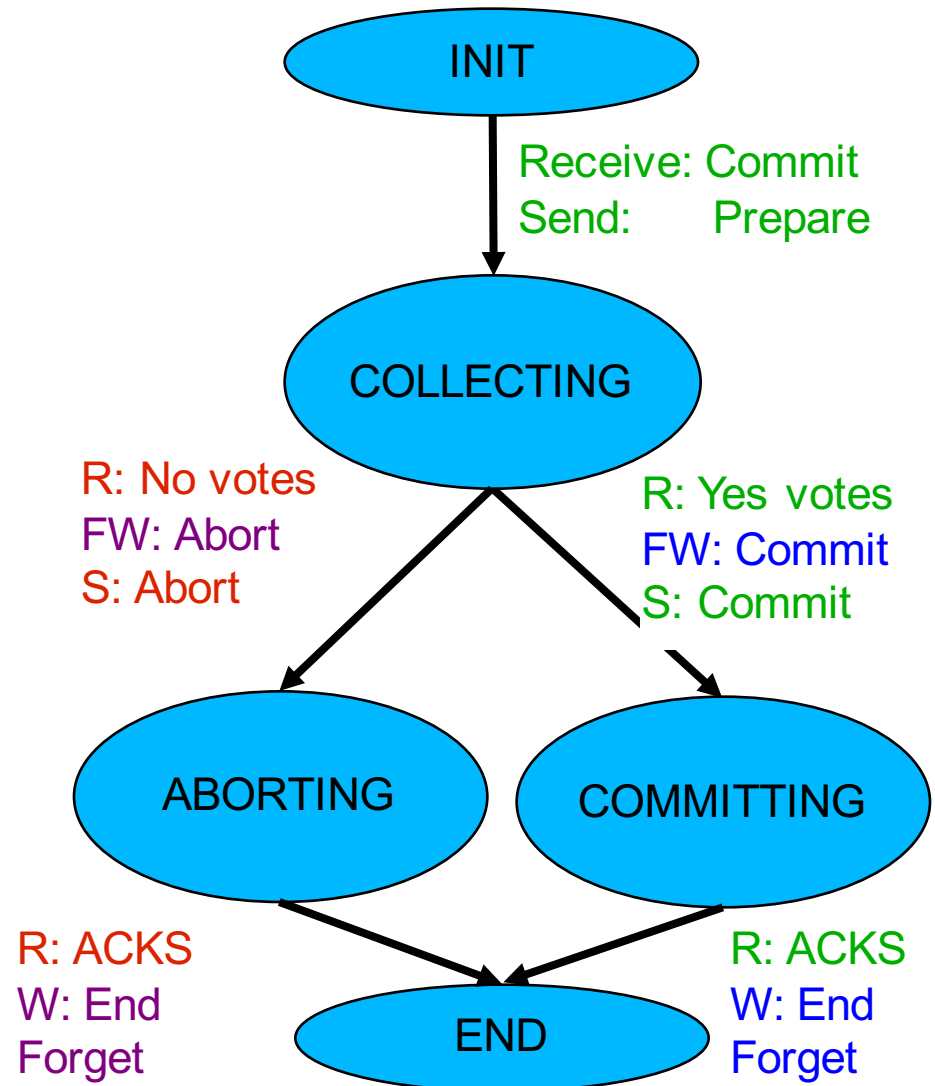 INIT
Receive: Commit
Send: Prepare
COLLECTING
R: No votes
FW: Abort
S: Abort
R: Yes votes
FW: Commit
S: Commit
ABORTING
COMMITTING
R: ACKS
W: End
Forget
R: ACKS
W: End
Forget
END